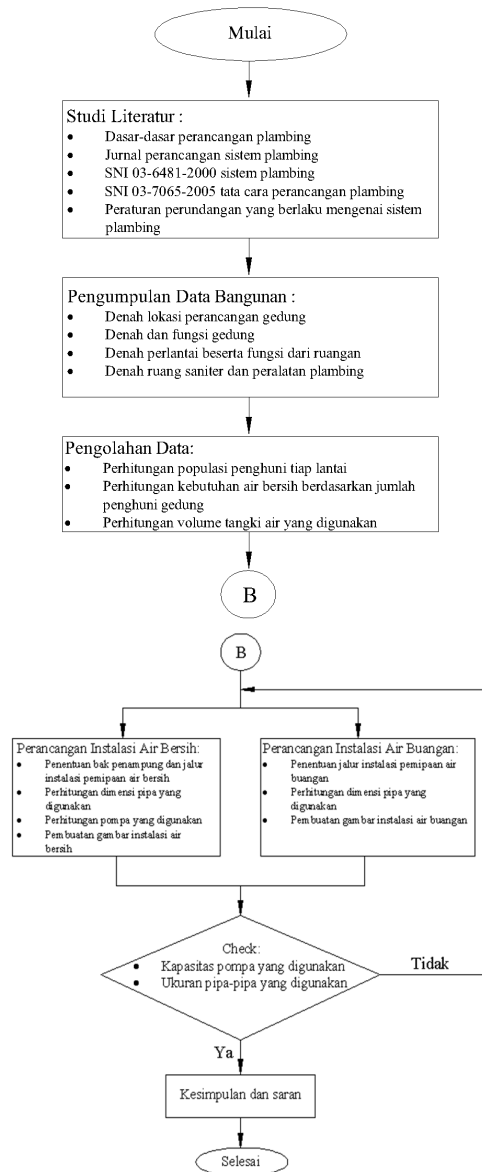 Mulai
Studi Literatur :
• Dasar-dasar perancangan plambing
• Jurnal perancangan sistem plambing
• SNI 03-6481-2000 sistem plambing
• SNI 03-7065-2005 tata cara perancangan plambing
• Peraturan perundangan yang berlaku mengenai sistem
plambing
Pengumpulan Data Bangunan :
• Denah lokasi perancangan gedung
• Denah dan fungsi gedung
• Denah perlantai beserta fungsi dari ruangan
• Denah ruang saniter dan peralatan plambing
Pengolahan Data:
• Perhitungan populasi penghuni tiap lantai
• Perhitungan kebutuhan air bersih berdasarkan jumlah
penghuni gedung
• Perhitungan volume tangki air yang digunakan
B
B
Perancangan Instalasi Air Bersih:
• Penentuan bak penampung dan jalur
instalasi pemipaan air bersih
• Perhitungan dimensi pipa yang
digunakan
• Perhitungan pompa yang digunakan
• Pembuatan gambar instalasi air
bersih
Perancangan Instalasi Air Buangan:
• Penentuan jalur instalasi pemipaan air
buangan
• Perhitungan dimensi pipa yang
digunakan
• Pembuatan gambar instalasi air buangan
Check:
• Kapasitas pompa yang digunakan
• Ukuran pipa-pipa yang digunakan
Tidak
Ya
Kesimpulan dan saran
Selesai